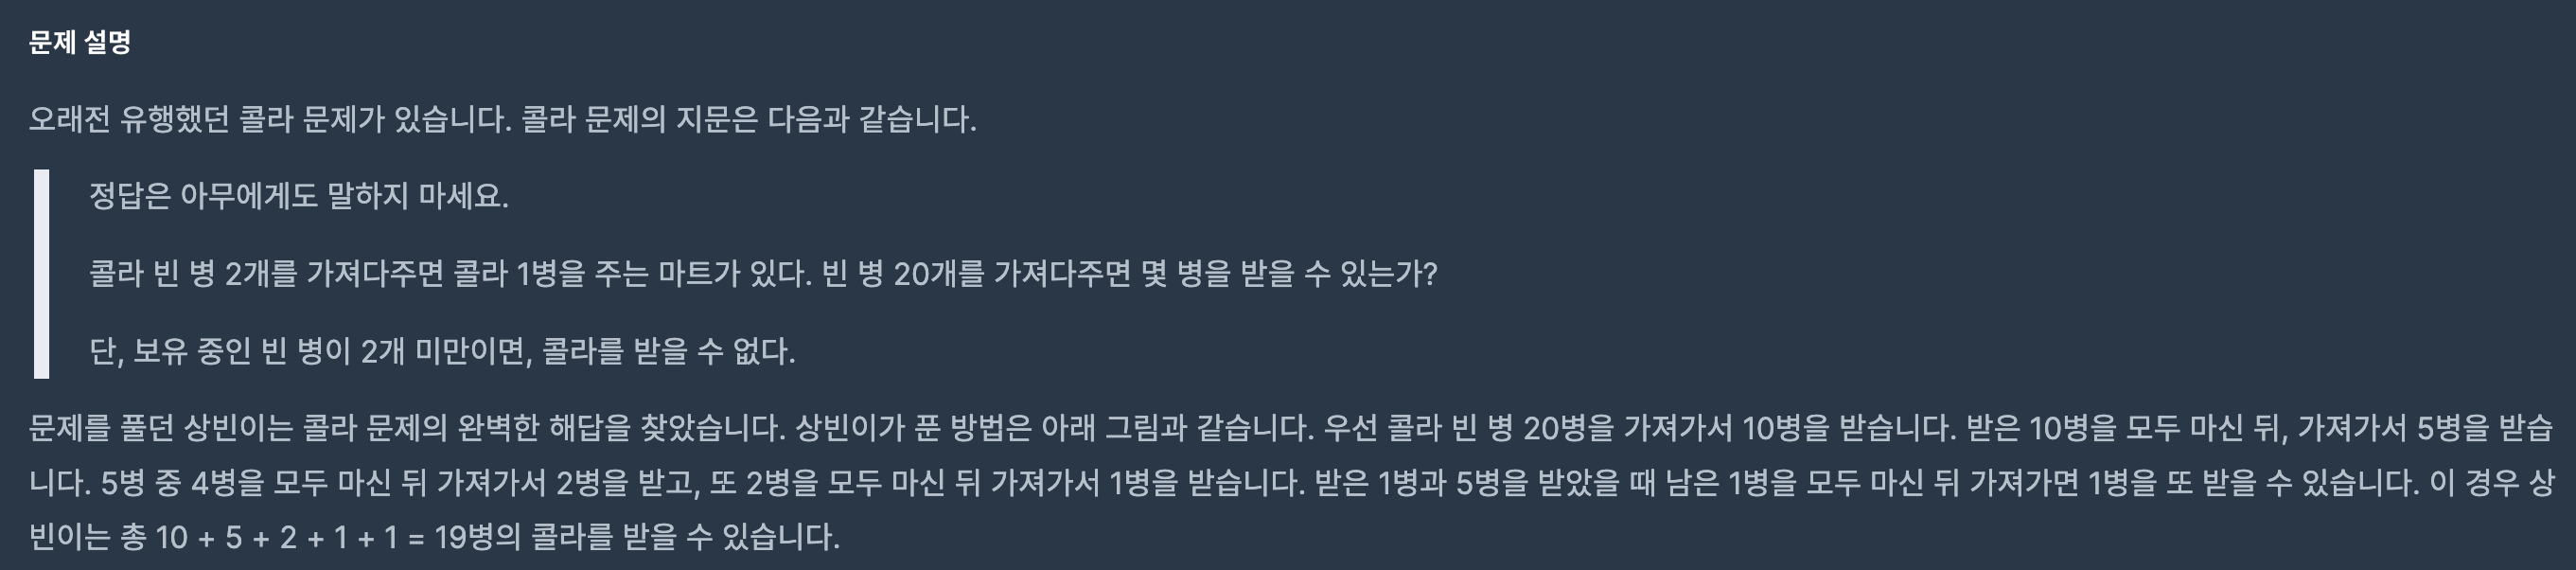 문제 설명
오래전 유행했던 콜라 문제가 있습니다. 콜라 문제의 지문은 다음과 같습니다.
정답은 아무에게도 말하지 마세요.
콜라 빈 병 2개를 가져다주면 콜라 1병을 주는 마트가 있다. 빈 병 20개를 가져다주면 몇 병을 받을 수 있는가?
단, 보유 중인 빈 병이 2개 미만이면, 콜라를 받을 수 없다.
문제를 풀던 상빈이는 콜라 문제의 완벽한 해답을 찾았습니다. 상빈이가 푼 방법은 아래 그림과 같습니다. 우선 콜라 빈 병 20병을 가져가서 10병을 받습니다. 받은 10병을 모두 마신 뒤, 가져가서 5병을 받습
니다. 5병 중 4병을 모두 마신 뒤 가져가서 2병을 받고, 또 2병을 모두 마신 뒤 가져가서 1병을 받습니다. 받은 1병과 5병을 받았을 때 남은 1병을 모두 마신 뒤 가져가면 1병을 또 받을 수 있습니다. 이 경우 상
빈이는 총 10 + 5 + 2 + 1 + 1 = 19병의 콜라를 받을 수 있습니다.